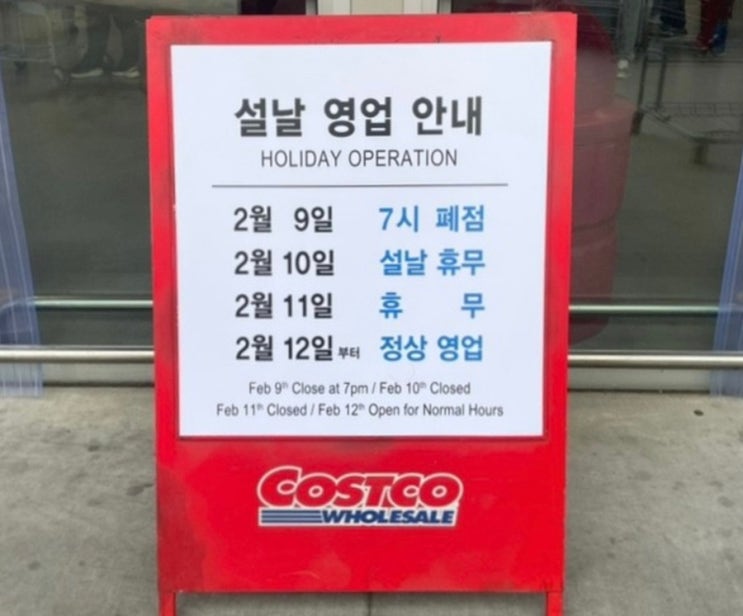 설날 영업 안내
HOLIDAY OPERATION
2월 9일 7시 폐점
2월 10일 설날 휴무
2월 11일 휴 무
2월 12일부터 정상 영업
Feb 9th Close at 7pm / Feb 10th Closed
Feb 11th Closed / Feb 12th Open for Normal Hours
COSTCO
WHOLESALE